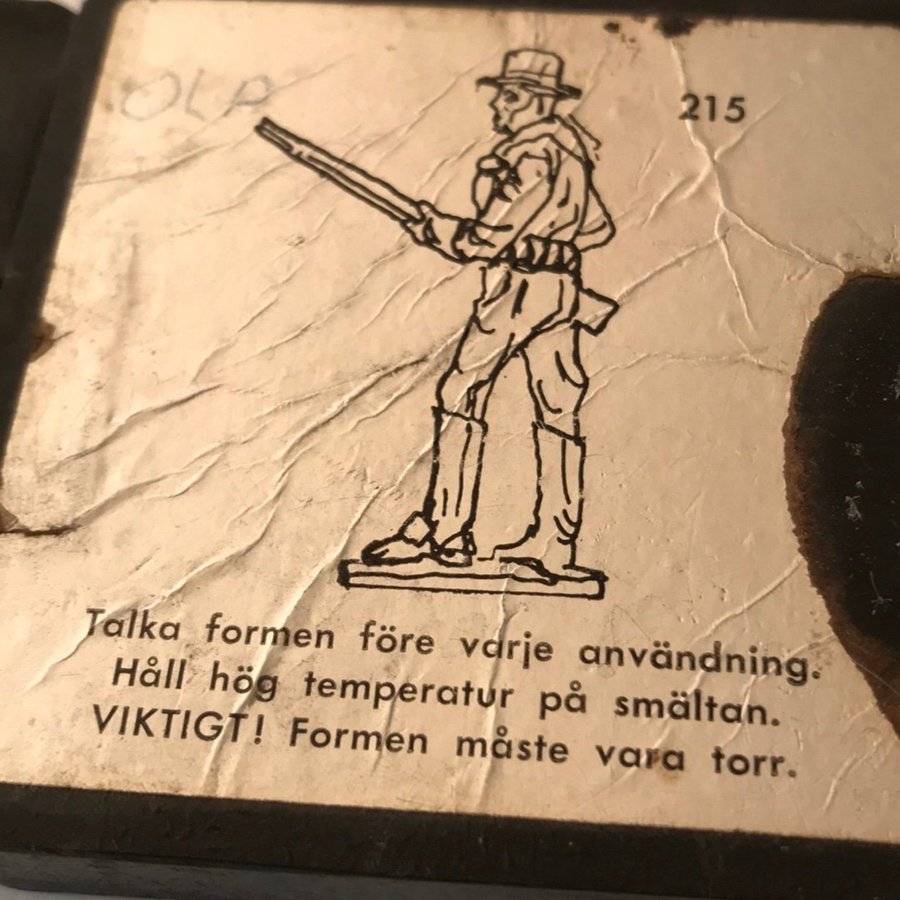 OLA
215
Talka formen före varje användning.
Håll hög temperatur på smältan.
VIKTIGT! Formen måste vara torr.